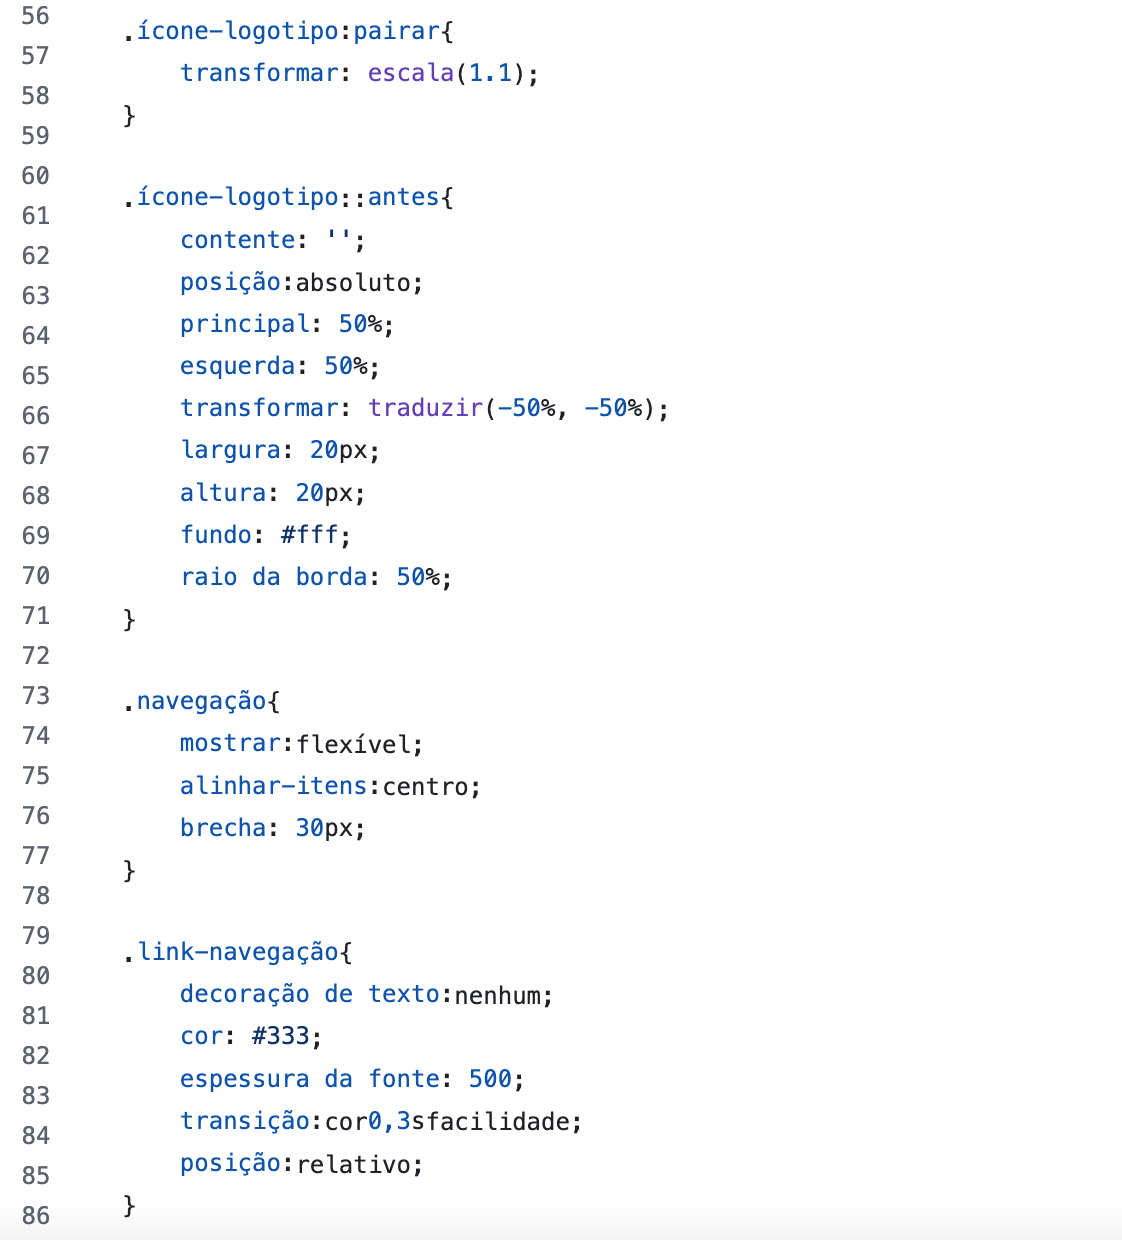 56 .ícone-logotipo:pairar{
57 transformar: escala(1.1);
58 }
59
60
61 .ícone-logotipo::antes{
62 contente: '';
63 posição:absoluto;
64 principal: 50%;
65 esquerda: 50%;
66 transformar: traduzir(-50%, -50%);
67 largura: 20px;
68 altura: 20px;
69 fundo: #fff;
70 raio da borda: 50%;
71 }
72
73 .navegação{
74 mostrar:flexível;
75 alinhar-itens:centro;
76 brecha: 30px;
77 }
78
79 .link-navegação{
80 decoração de texto:nenhum;
81 cor: #333;
82 espessura da fonte: 500;
83 transição:cor0,3sfacilidade;
84 posição:relativo;
85 }
86